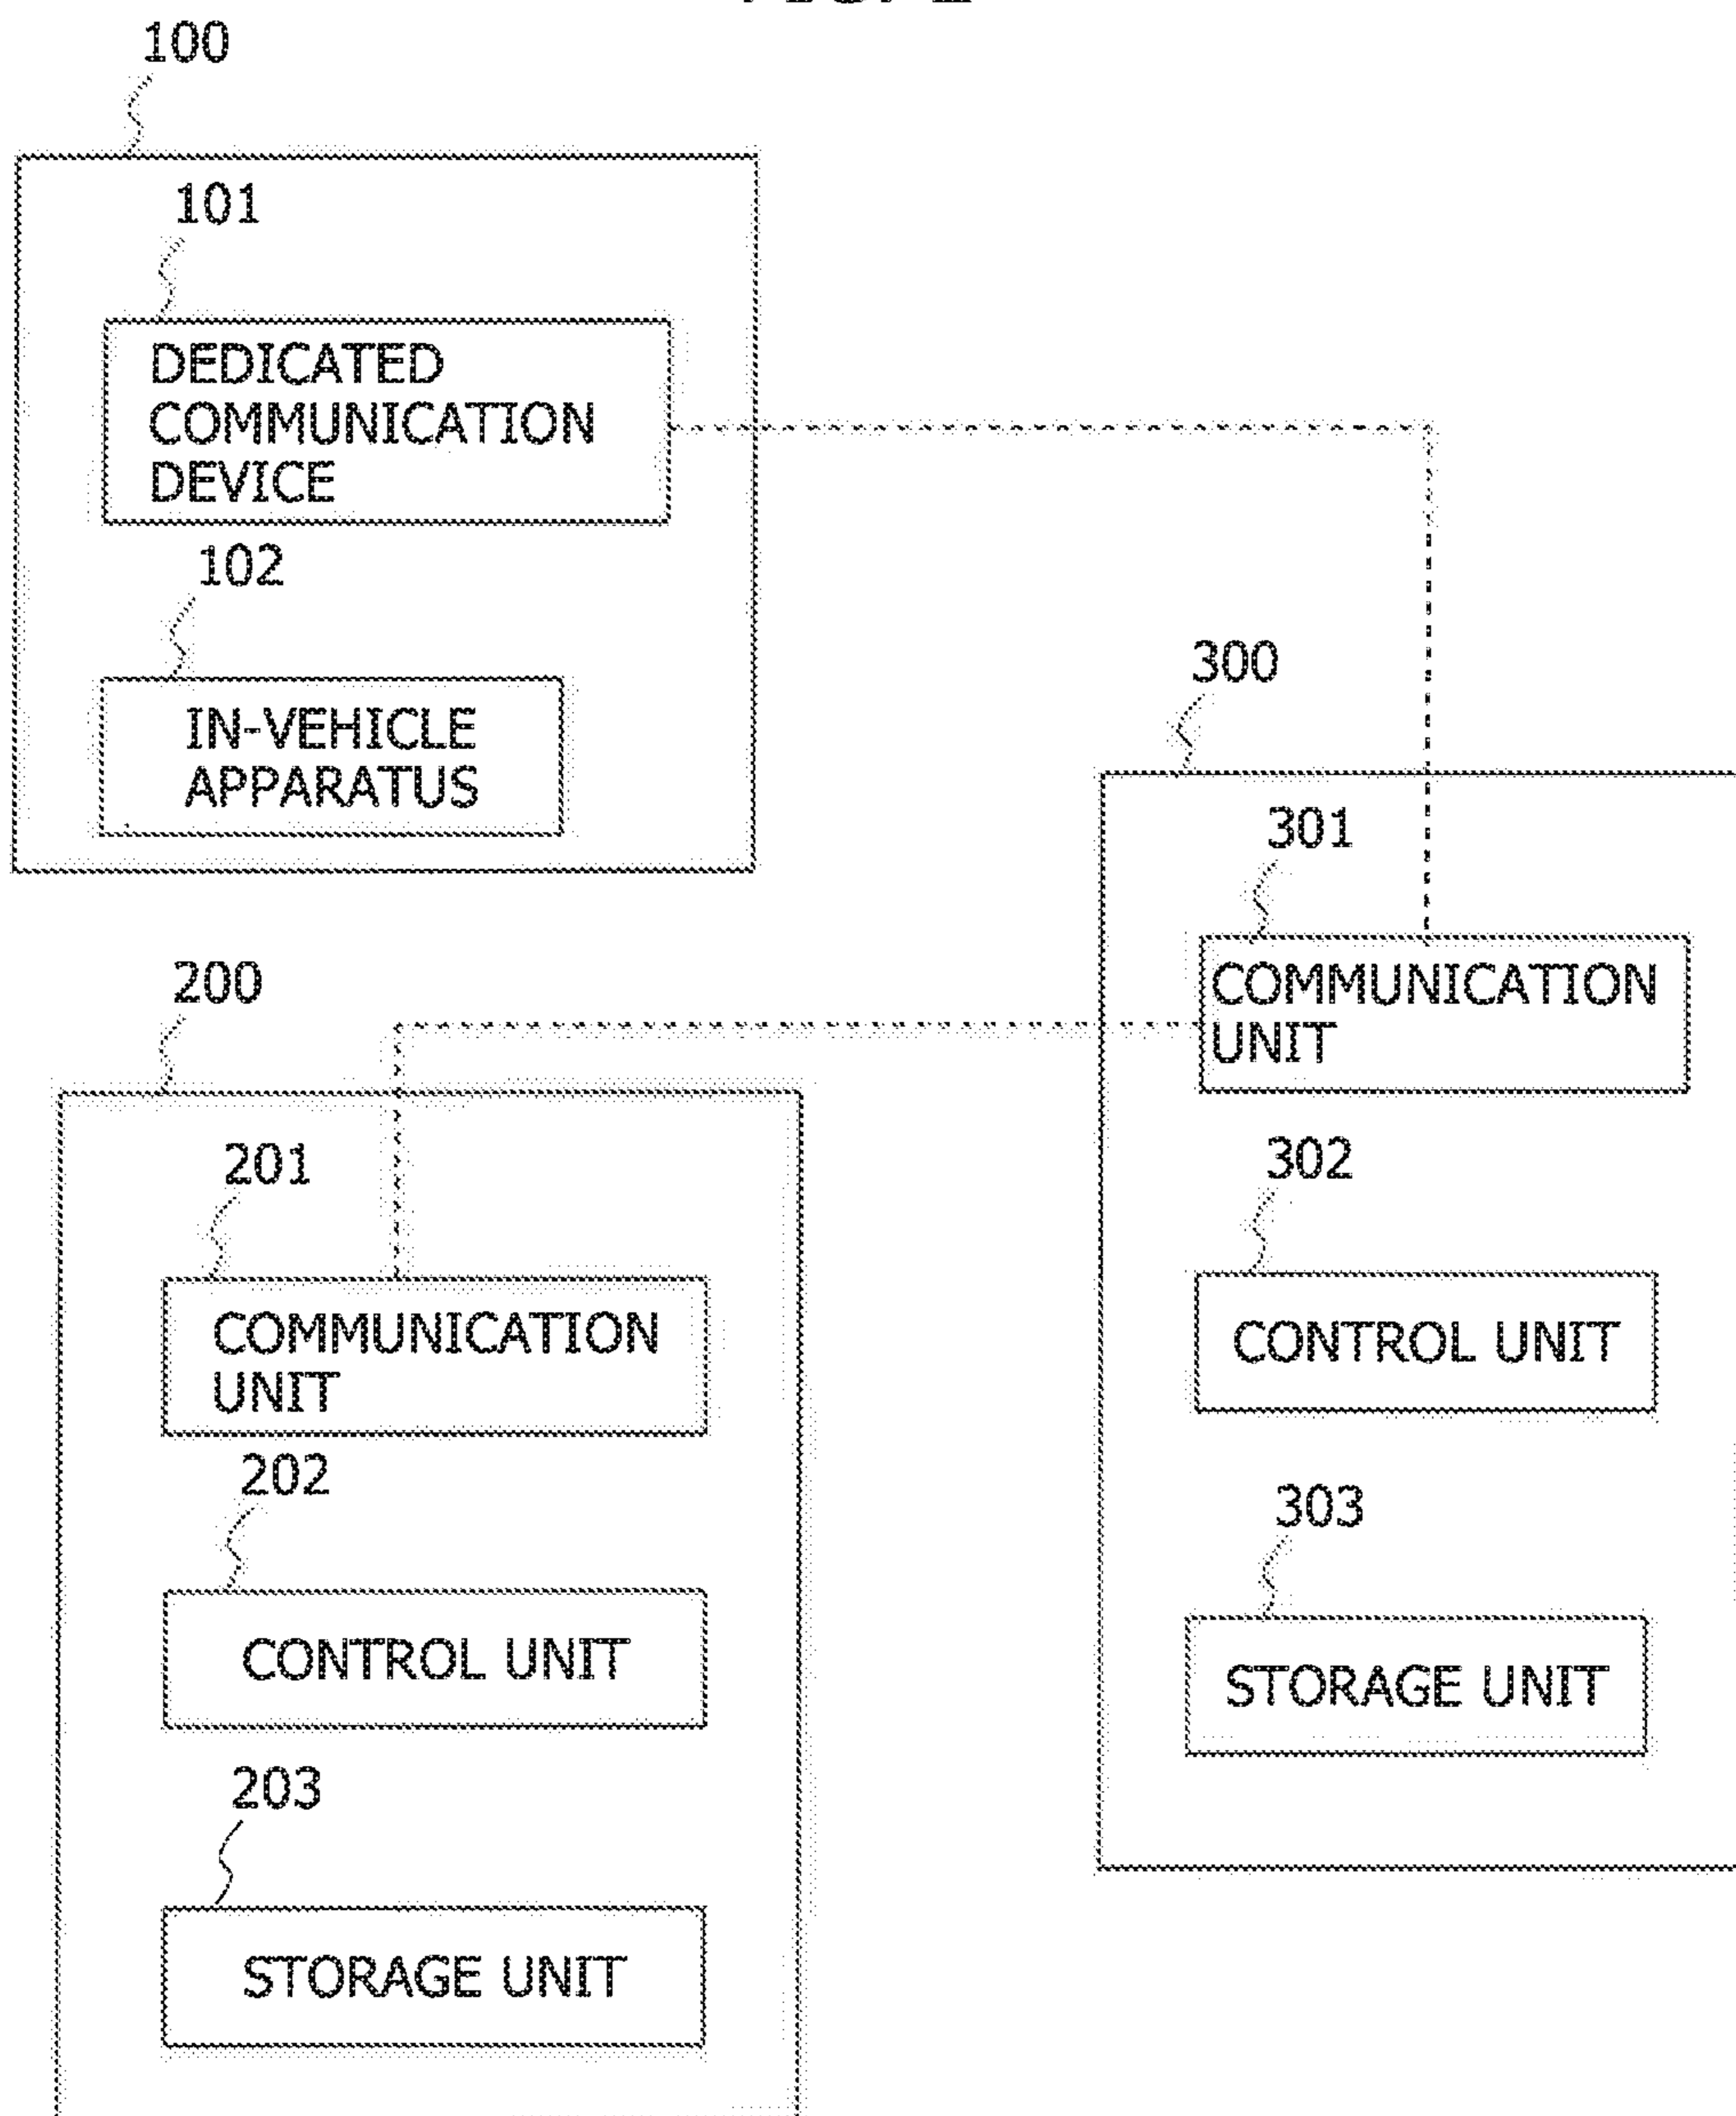 100
101
DEDICATED
COMMUNICATION
DEVICE
102
IN-VEHICLE
APPARATUS
300
301
COMMUNICATION
UNIT
302
CONTROL UNIT
303
STORAGE UNIT
200
201
COMMUNICATION
UNIT
202
CONTROL UNIT
203
STORAGE UNIT